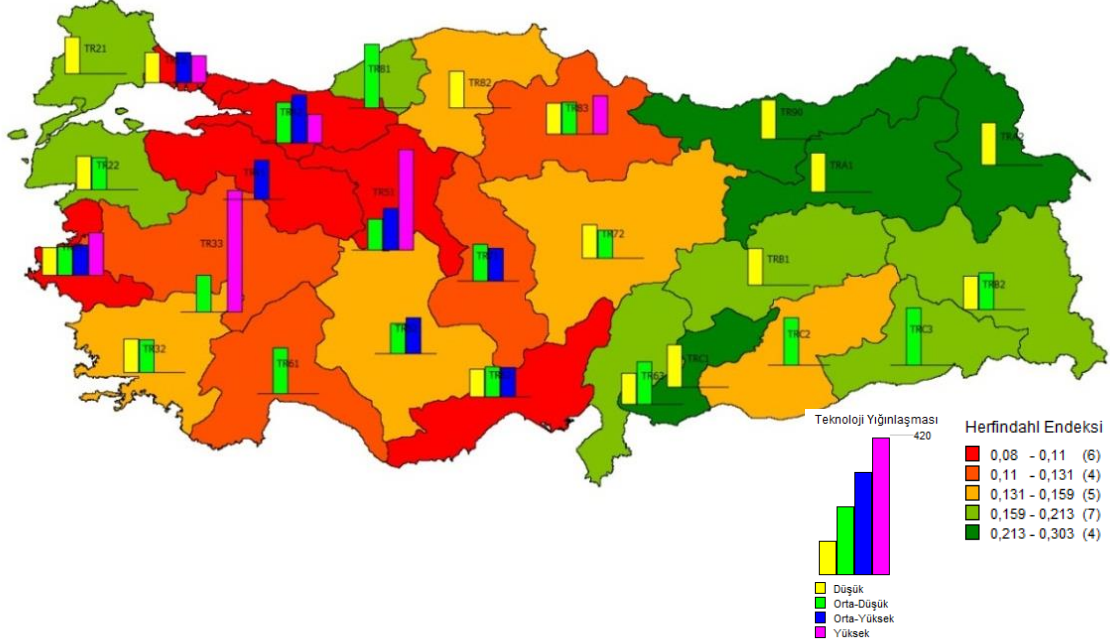 TR21
TR81
TR82
TR83
TR90
TRA2
TR22
TRA1
TR51
TR33
TR72
TRB1
TRB2
TR32
TR61
TRC2
TRC3
TR63
TRC1
Teknoloji Yığınlaşması
420
Düşük
Orta-Düşük
Orta-Yüksek
Yüksek
Herfindahl Endeksi
0,08 - 0,11 (6)
0,11 - 0,131 (4)
0,131 - 0,159 (5)
0,159 - 0,213 (7)
0,213 - 0,303 (4)